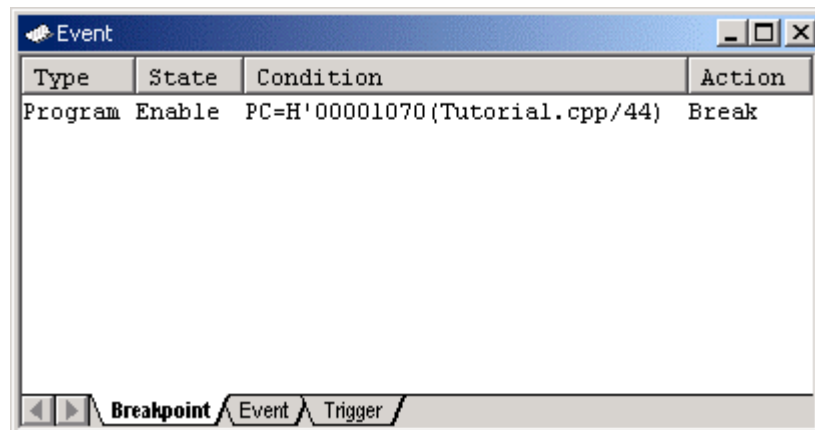 Event
Type State Condition Action
Program Enable PC=H'00001070(Tutorial.cpp/44) Break
Breakpoint Event Trigger